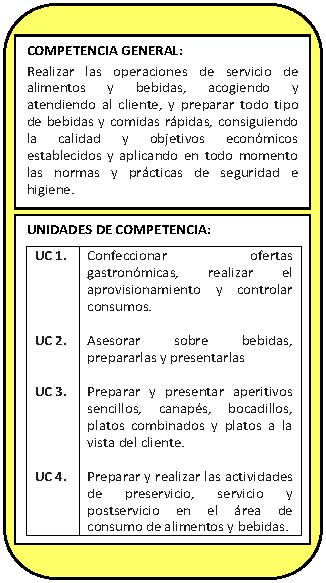 COMPETENCIA GENERAL:
Realizar las operaciones de servicio de
alimentos y bebidas, acogiendo y
atendiendo al cliente, y preparar todo tipo
de bebidas y comidas rápidas, consiguiendo
la calidad y objetivos económicos
establecidos y aplicando en todo momento
las normas y prácticas de seguridad e
higiene.
UNIDADES DE COMPETENCIA:
UC 1. Confeccionar ofertas
gastronómicas, realizar el
aprovisionamiento y controlar
consumos.
UC 2. Asesorar sobre bebidas,
prepararlas y presentarlas
UC 3. Preparar y presentar aperitivos
sencillos, canapés, bocadillos,
platos combinados y platos a la
vista del cliente.
UC 4. Preparar y realizar las actividades
de preservicio, servicio y
postservicio en el área de
consumo de alimentos y bebidas.